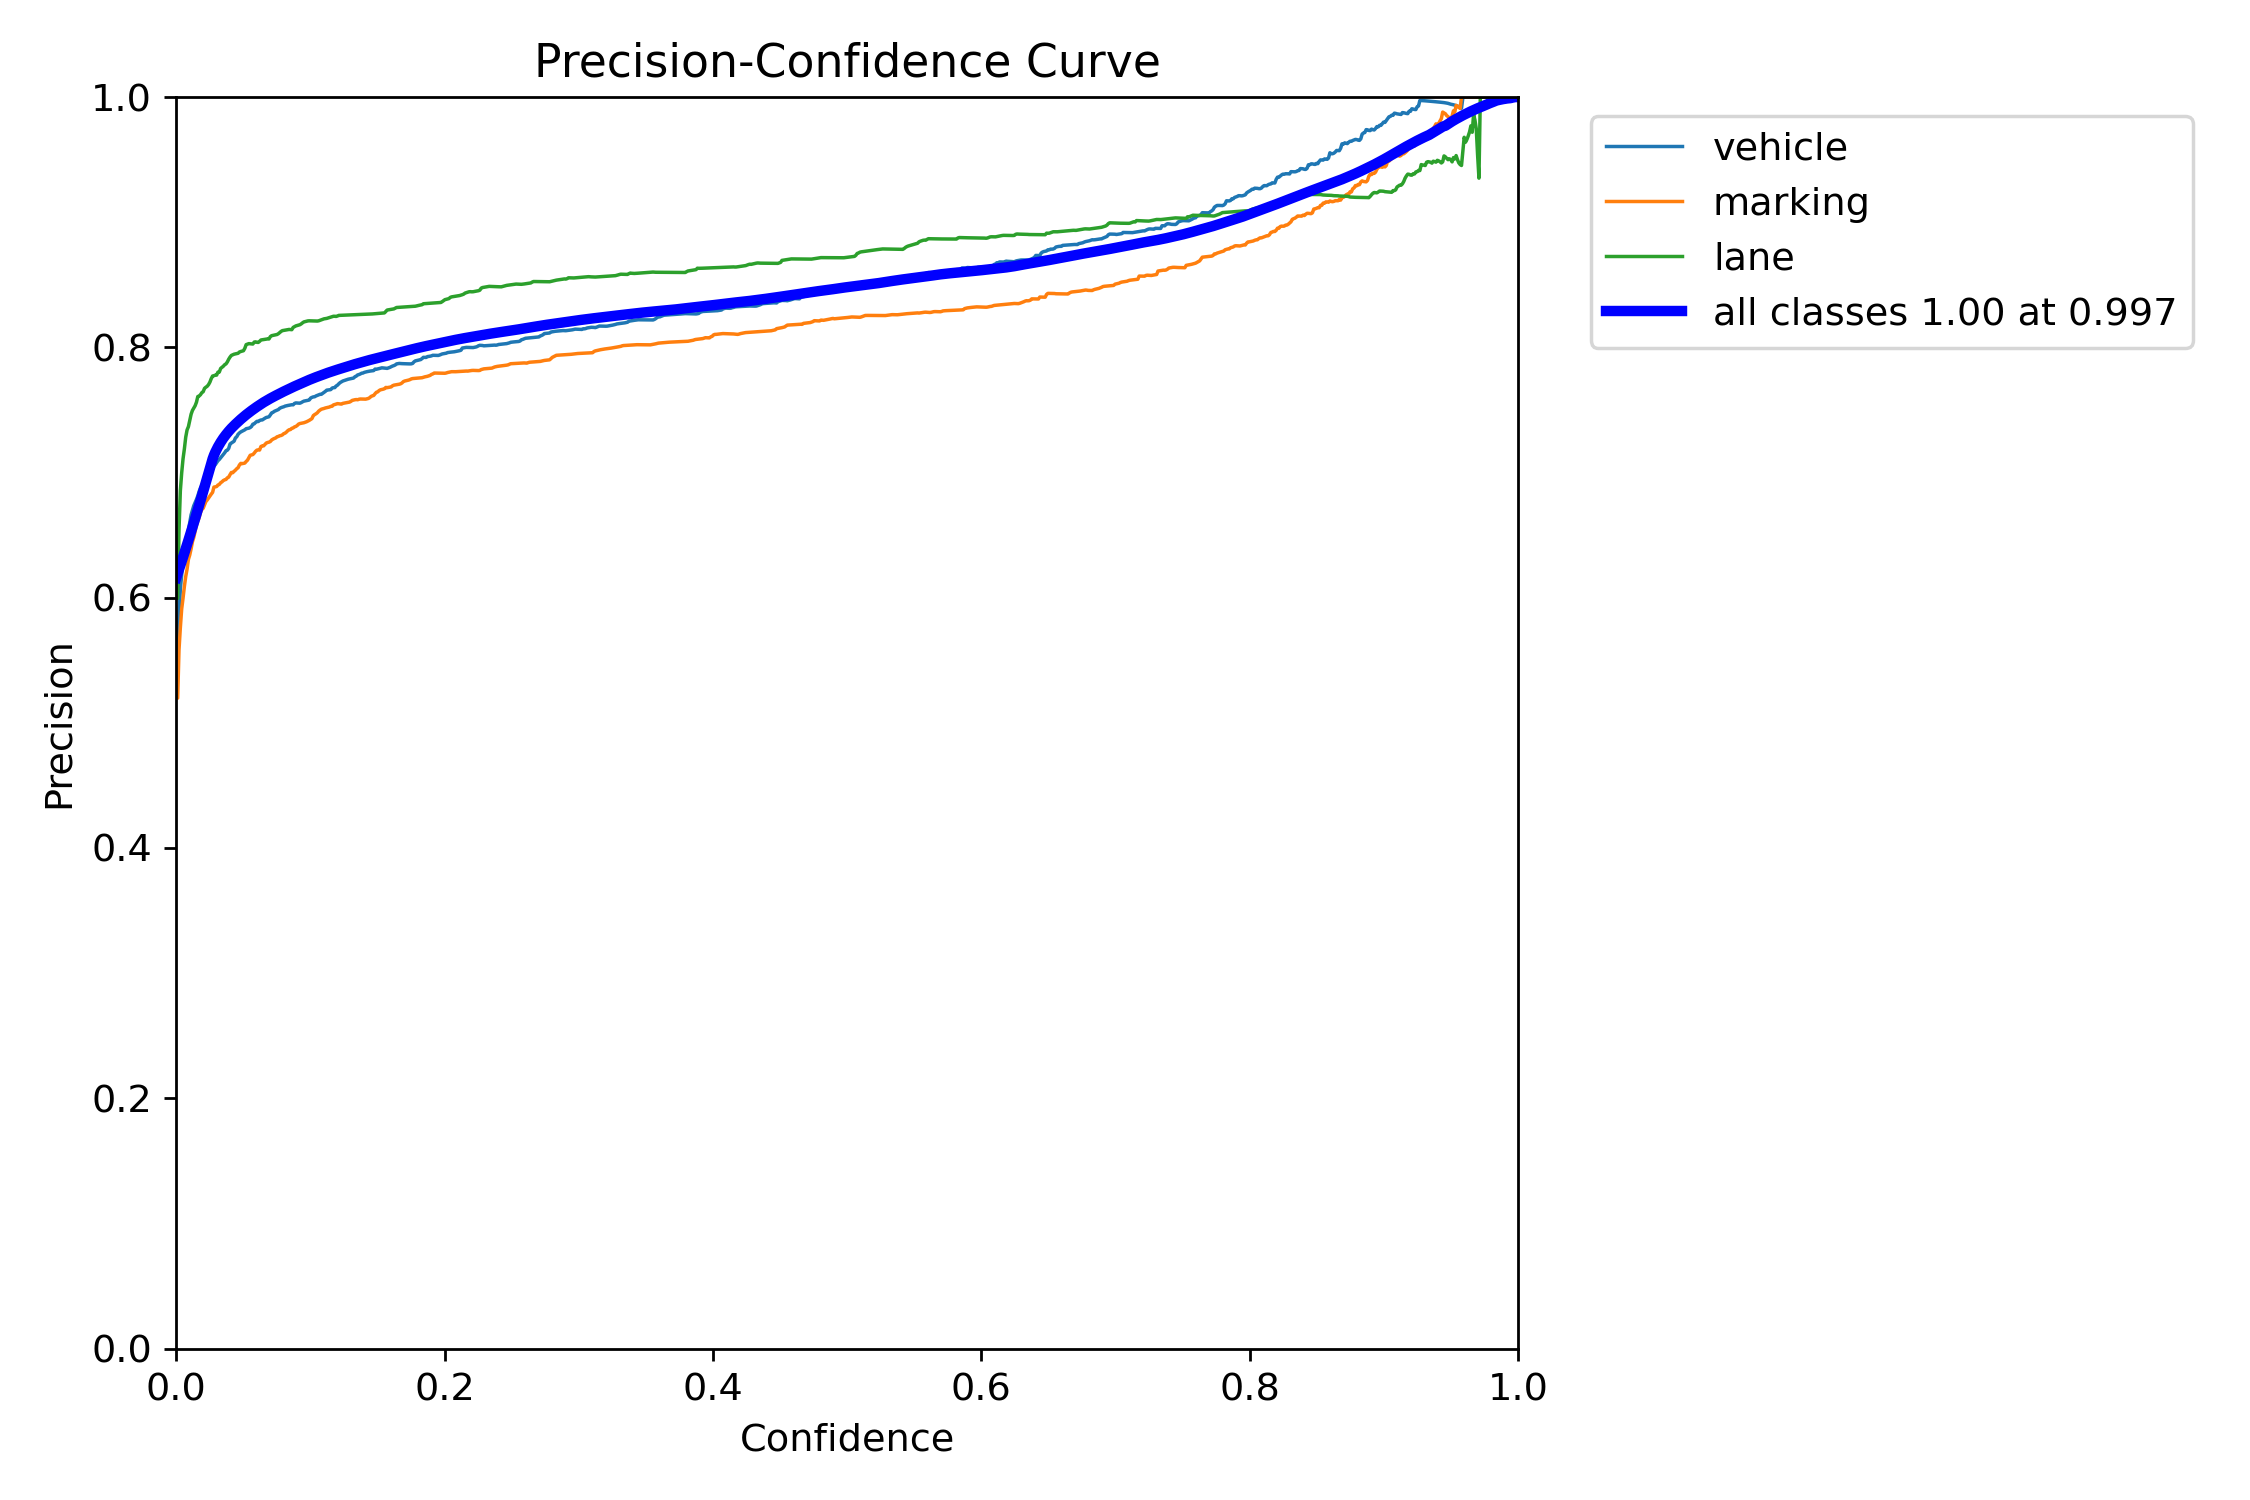 Precision-Confidence Curve
1.0
0.8
0.6
0.4
0.2
0.0
Precision
0.0 0.2 0.4 0.6 0.8 1.0
Confidence
vehicle
marking
lane
all classes 1.00 at 0.997